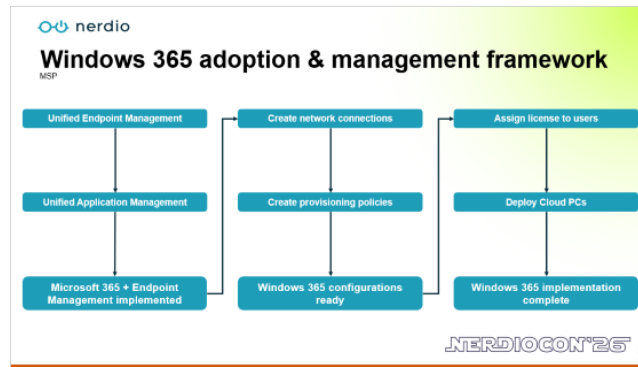 nerdio
Windows 365 adoption & management framework
MSP
Unified Endpoint Management
Unified Application Management
Microsoft 365 + Endpoint
Management implemented
Create network connections
Create provisioning policies
Windows 365 configurations
ready
Assign license to users
Deploy Cloud PCs
Windows 365 implementation
complete
NERDIOCON'26